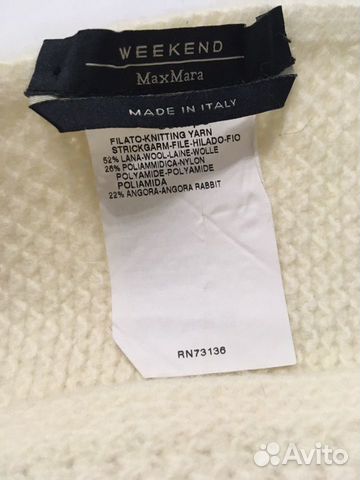 WEEKEND
MaxMara
MADE IN ITALY
FILATO-KNITTING YARN
STRICKGARM-FILE-HILADO-FIO
52% LANA-WOOL-LAINE-WOLLE
26% POLIAMMIDICA-NYLON
POLYAMIDE-POLYAMIDE
POLIAMIDA
22% ANGORA-ANGORA RABBIT
RN73136
Avito